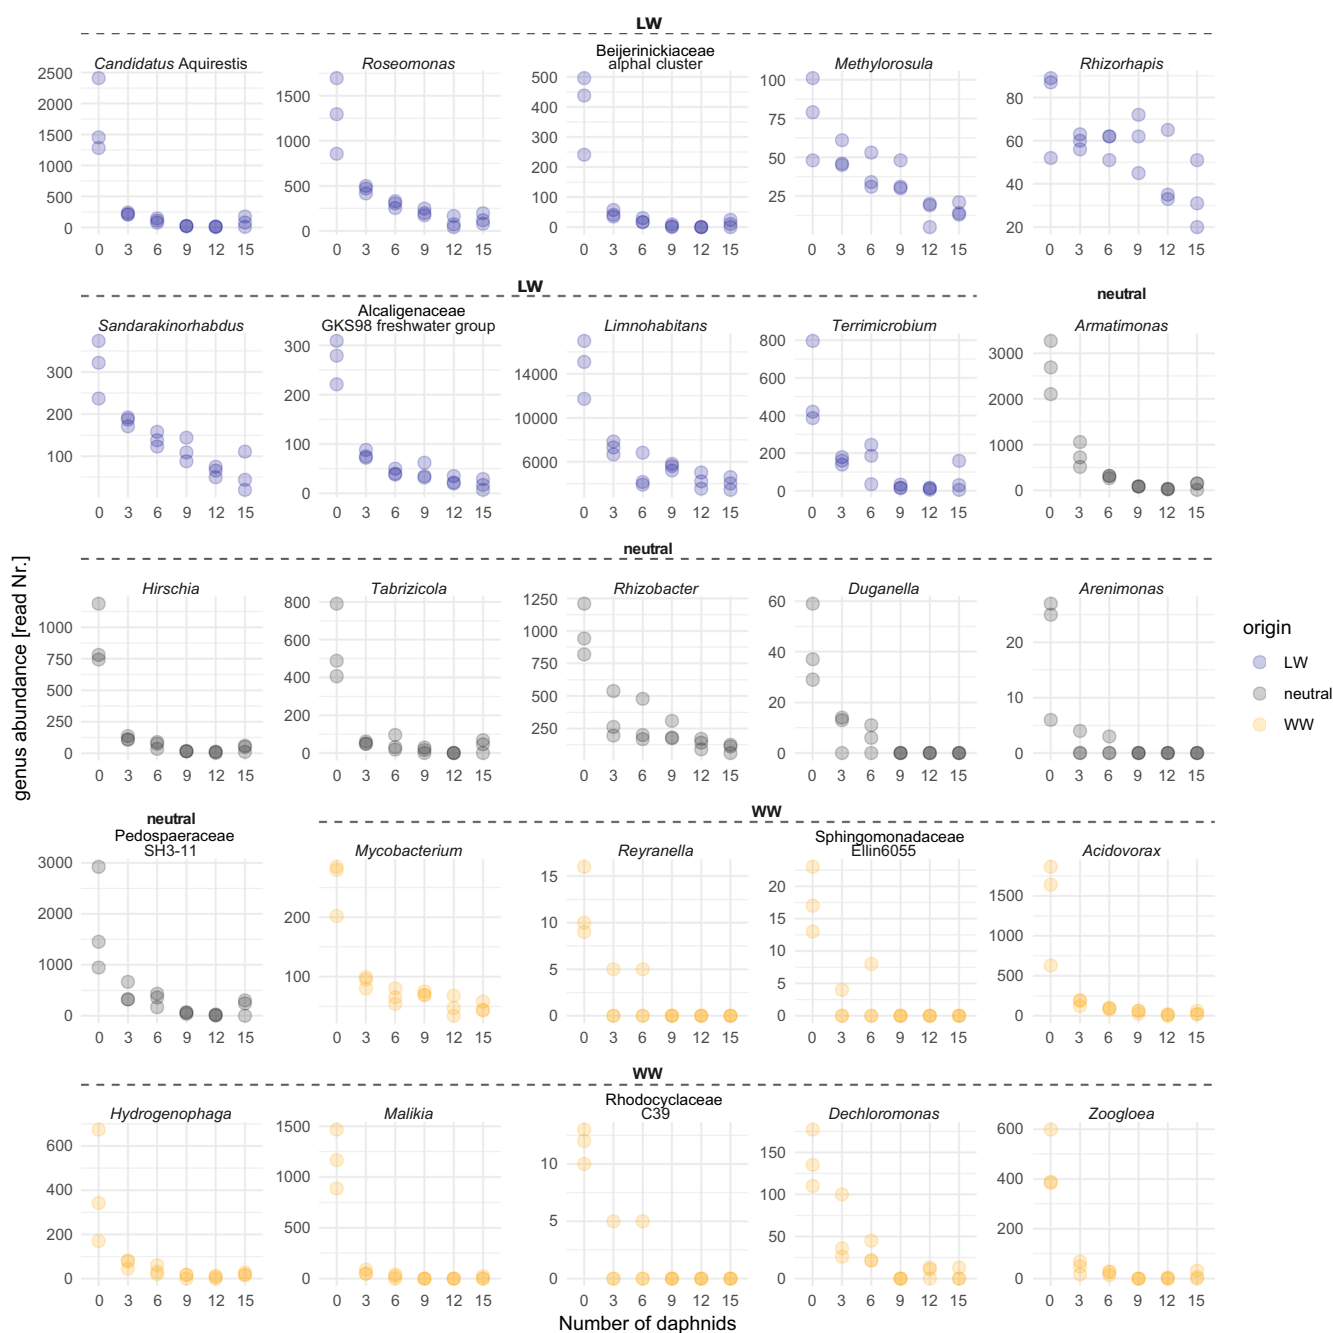 LW
Candidatus Aquirestis
Roseomonas
Beijerinckiaceae
alphaI cluster
Methylorosula
Rhizorhapis
2500
2000
1500
1000
500
0
1500
1000
500
0
500
400
300
200
100
0
100
75
50
25
80
60
40
20
0 3 6 9 12 15
0 3 6 9 12 15
0 3 6 9 12 15
0 3 6 9 12 15
0 3 6 9 12 15
LW
neutral
Sandarakinorhabdus
Alcaligenaceae
GKS98 freshwater group
Limnohabitans
Terrimicrobium
Armatimonas
300
200
100
300
200
100
0
14000
10000
6000
800
600
400
200
0
3000
2000
1000
0
0 3 6 9 12 15
0 3 6 9 12 15
0 3 6 9 12 15
0 3 6 9 12 15
0 3 6 9 12 15
neutral
Hirschia
Tabrizicola
Rhizobacter
Duganella
Arenimonas
1000
750
500
250
0
800
600
400
200
0
1250
1000
750
500
250
60
40
20
0
20
10
0
0 3 6 9 12 15
0 3 6 9 12 15
0 3 6 9 12 15
0 3 6 9 12 15
0 3 6 9 12 15
neutral
WW
Pedospaeraceae
SH3-11
Mycobacterium
Reyranella
Sphingomonadaceae
Ellin6055
Acidovorax
3000
2000
1000
0
200
100
15
10
5
0
20
15
10
5
0
1500
1000
500
0
0 3 6 9 12 15
0 3 6 9 12 15
0 3 6 9 12 15
0 3 6 9 12 15
0 3 6 9 12 15
WW
Hydrogenophaga
Malikia
Rhodocyclaceae
C39
Dechloromonas
Zoogloea
600
400
200
0
1500
1000
500
0
10
5
0
150
100
50
0
600
400
200
0
0 3 6 9 12 15
0 3 6 9 12 15
0 3 6 9 12 15
0 3 6 9 12 15
0 3 6 9 12 15
Number of daphnids
genus abundance [read Nr.]
origin
LW
neutral
WW